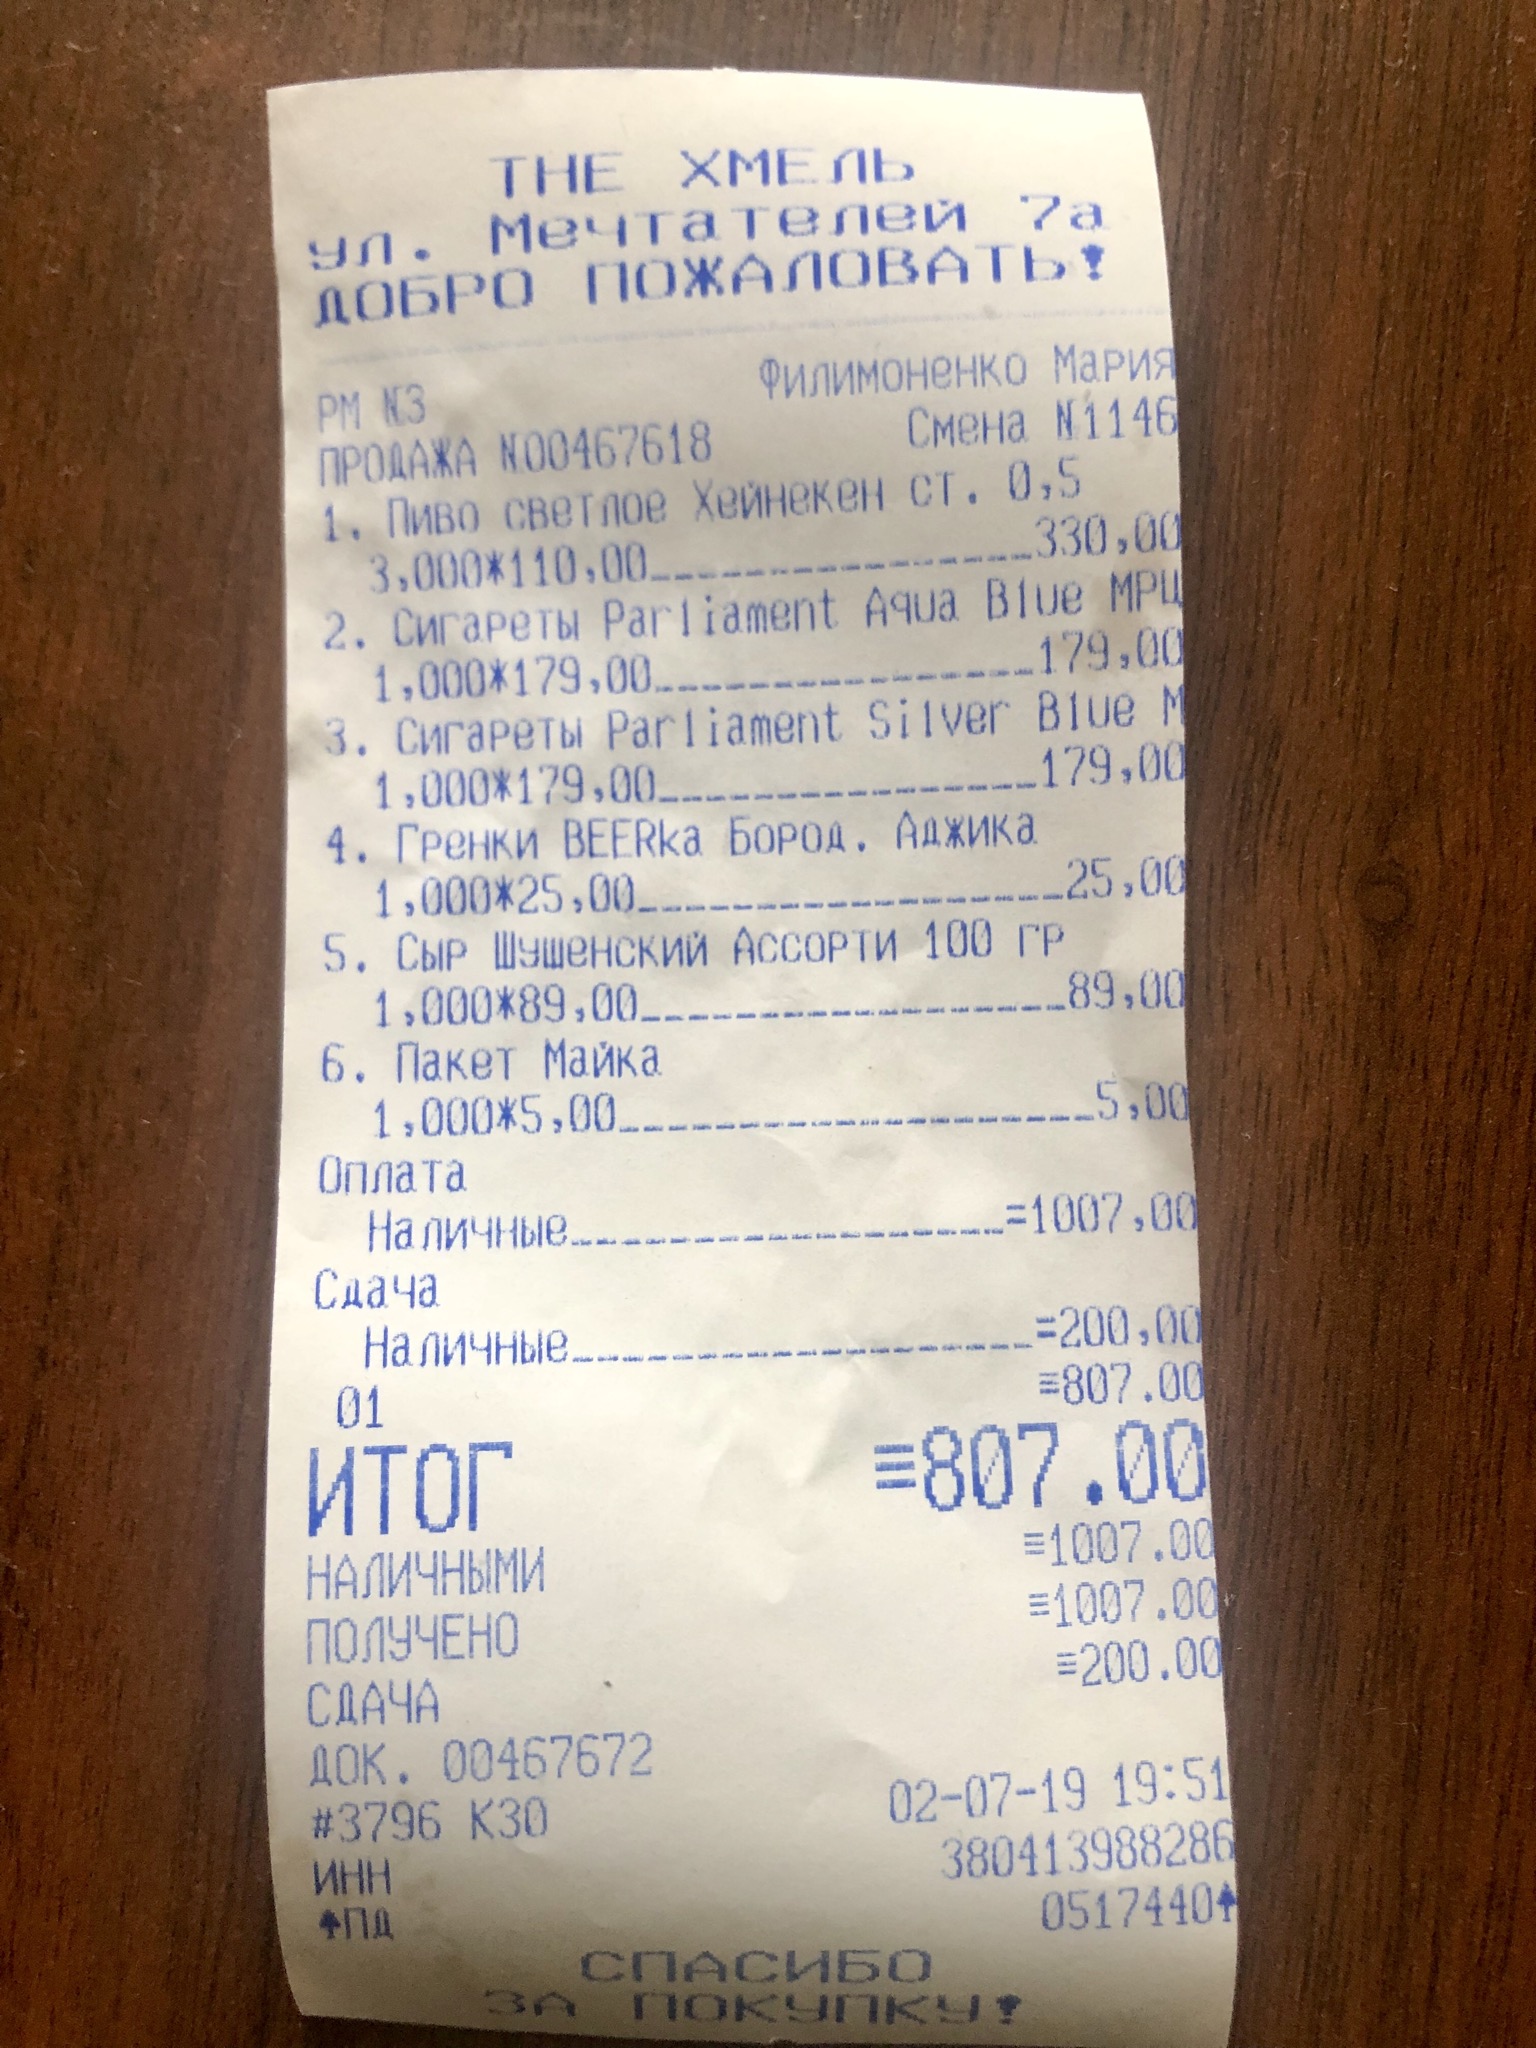 THE ХМЕЛЬ
ул. Мечтателей 7а
ДОБРО ПОЖАЛОВАТЬ!
РМ N3 Филимоненко Мария
ПРОДАЖА N00467618 Смена N1146
1. Пиво светлое Хейнекен ст. 0,5
3,000*110,00 330,00
2. Сигареты Parliament Aqua Blue МРЦ
1,000*179,00 179,00
3. Сигареты Parliament Silver Blue М
1,000*179,00 179,00
4. Гренки BEERka Бород. Аджика
1,000*25,00 25,00
5. Сыр Шушенский Ассорти 100 гр
1,000*89,00 89,00
6. Пакет Майка
1,000*5,00 5,00
Оплата
Наличные =1007,00
Сдача
Наличные =200,00
01 ≡807.00
ИТОГ ≡807.00
НАЛИЧНЫМИ ≡1007.00
ПОЛУЧЕНО ≡1007.00
СДАЧА ≡200.00
ДОК. 00467672
#3796 К30 02-07-19 19:51
ИНН 380413988286
♠ПД 0517440♠
СПАСИБО
ЗА ПОКУПКУ!